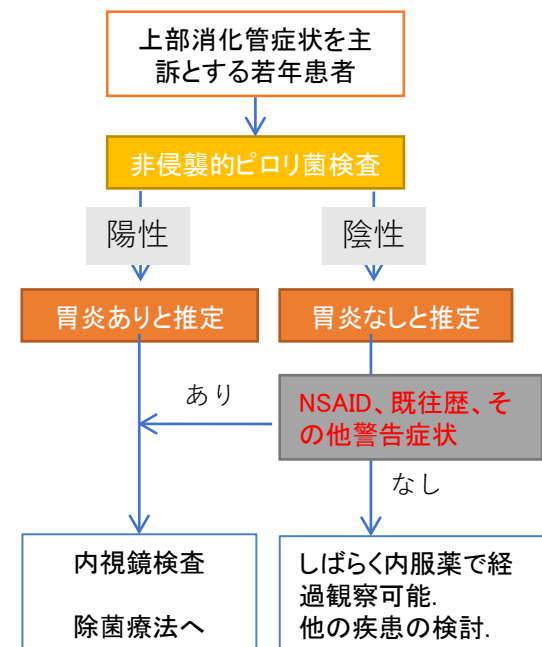 上部消化管症状を主
訴とする若年患者
非侵襲的ピロリ菌検査
陽性
陰性
胃炎ありと推定
胃炎なしと推定
あり
NSAID、既往歴、そ
の他警告症状
なし
内視鏡検査
除菌療法へ
しばらく内服薬で経
過観察可能.
他の疾患の検討.